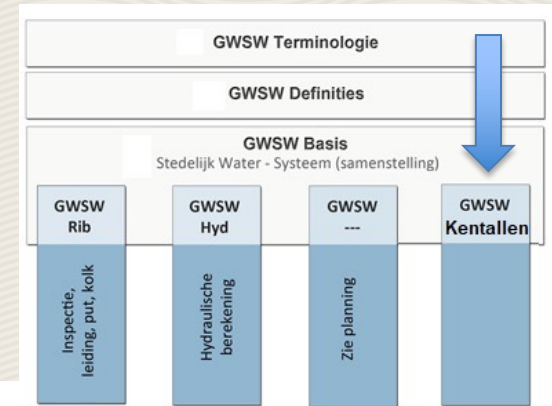 GWSW Terminologie
GWSW Definities
GWSW Basis
Stedelijk Water - Systeem (samenstelling)
GWSW
Rib
GWSW
Hyd
GWSW
---
GWSW
Kentallen
Inspectie,
leiding, put, kolk
Hydraulische
berekening
Zie planning